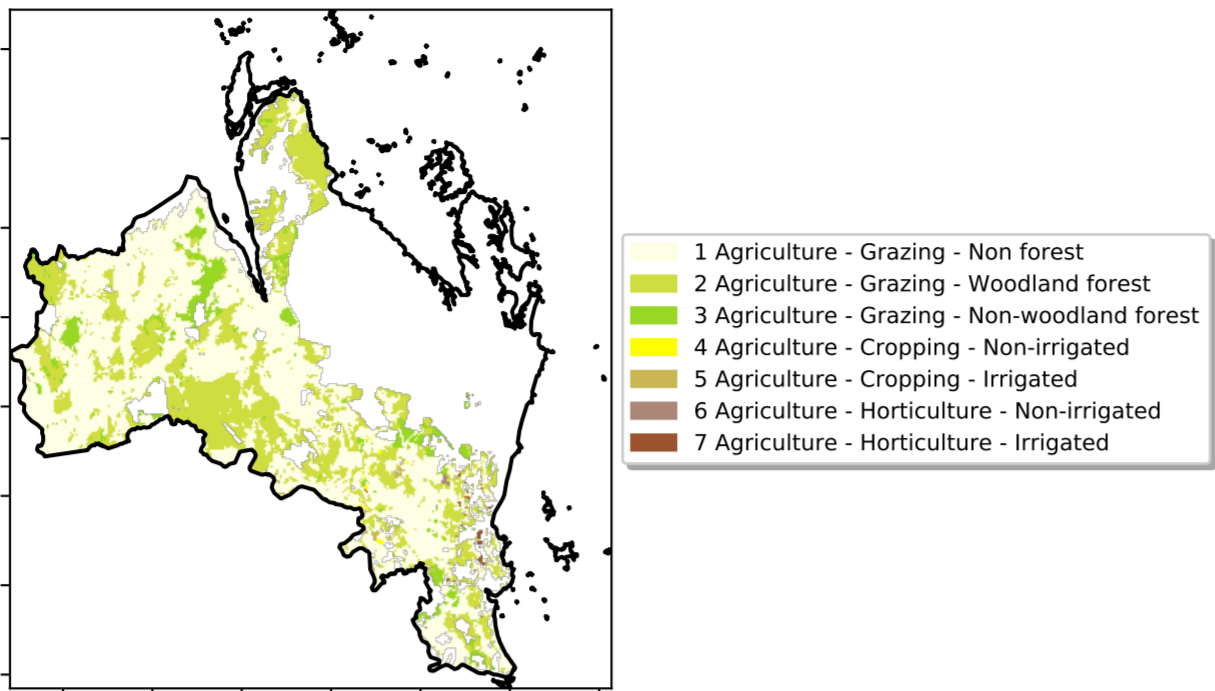 1 Agriculture - Grazing - Non forest
2 Agriculture - Grazing - Woodland forest
3 Agriculture - Grazing - Non-woodland forest
4 Agriculture - Cropping - Non-irrigated
5 Agriculture - Cropping - Irrigated
6 Agriculture - Horticulture - Non-irrigated
7 Agriculture - Horticulture - Irrigated